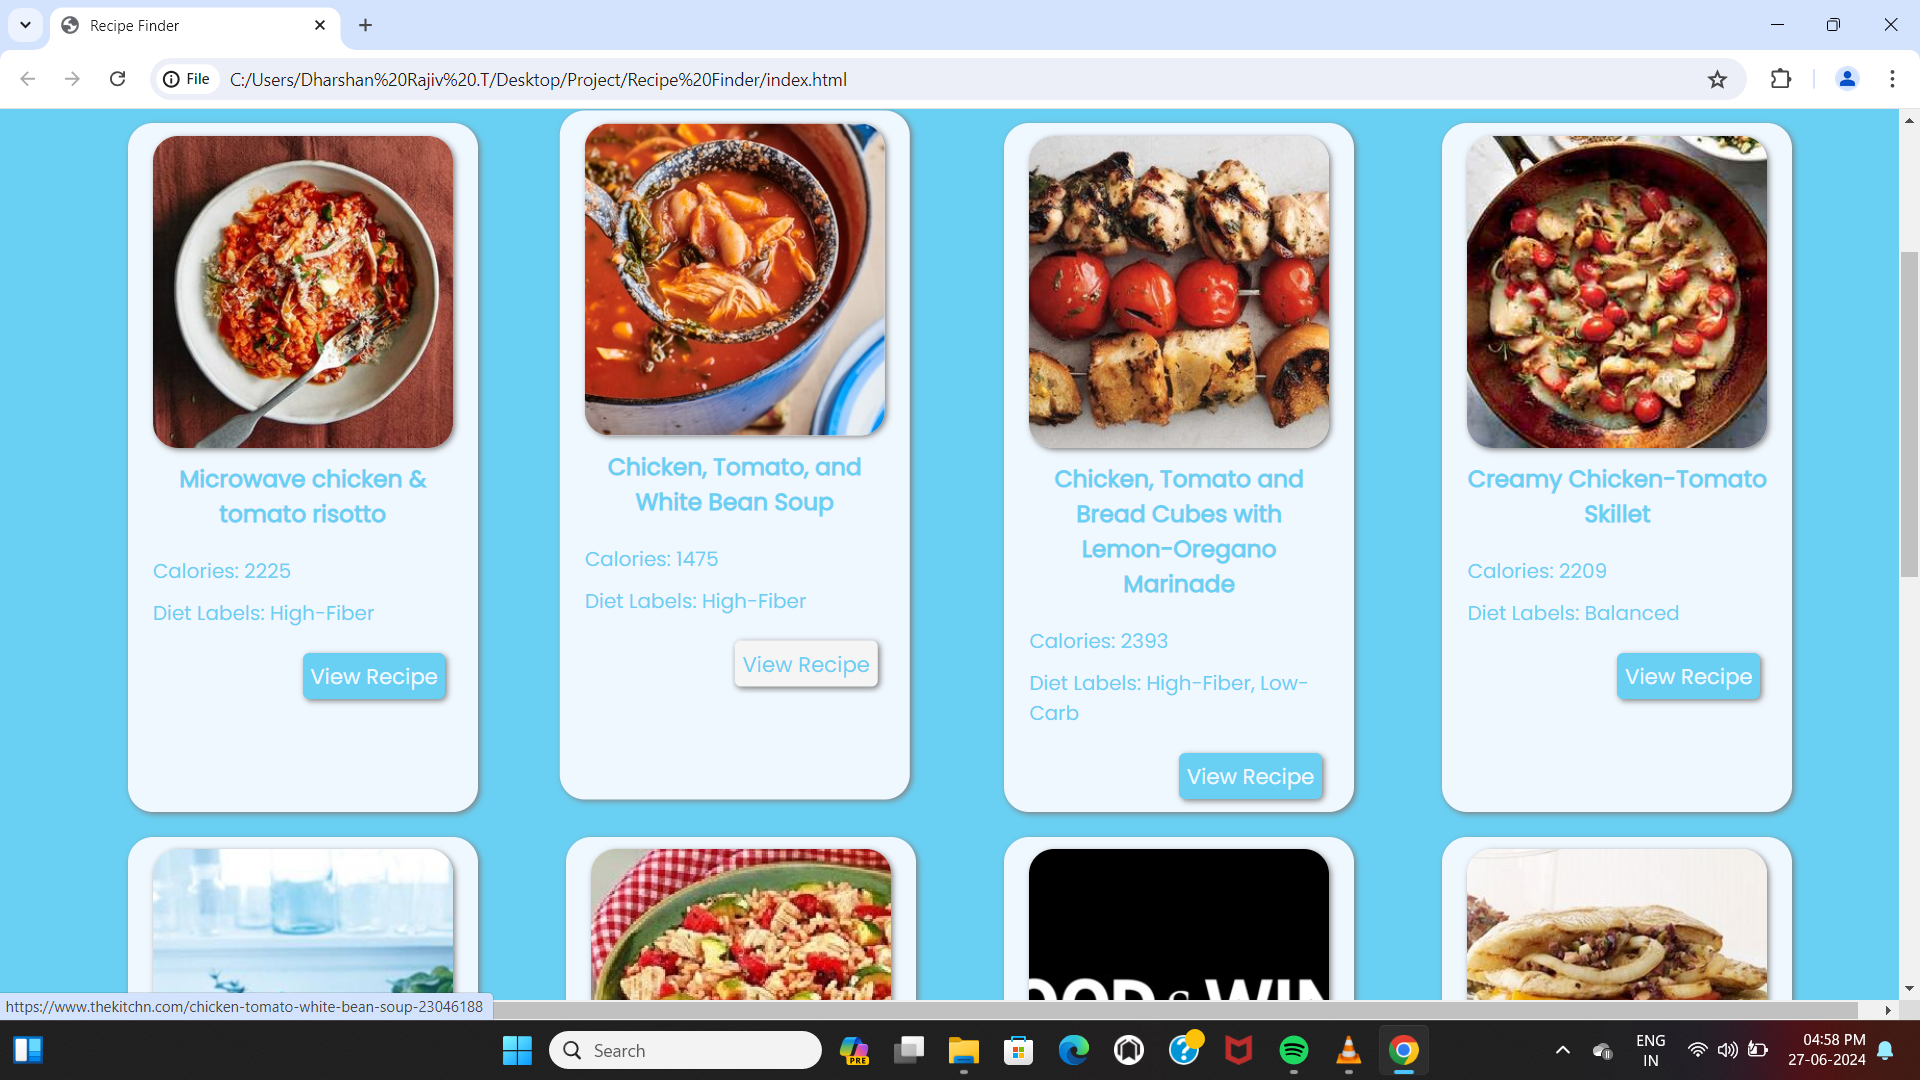 Recipe Finder
File
C:/Users/Dharshan%20Rajiv%20.T/Desktop/Project/Recipe%20Finder/index.html
Microwave chicken &
tomato risotto
Calories: 2225
Diet Labels: High-Fiber
View Recipe
Chicken, Tomato, and
White Bean Soup
Calories: 1475
Diet Labels: High-Fiber
View Recipe
Chicken, Tomato and
Bread Cubes with
Lemon-Oregano
Marinade
Calories: 2393
Diet Labels: High-Fiber, Low-
Carb
View Recipe
Creamy Chicken-Tomato
Skillet
Calories: 2209
Diet Labels: Balanced
View Recipe
https://www.thekitchn.com/chicken-tomato-white-bean-soup-23046188
Search
PRE
ENG
IN
04:58 PM
27-06-2024